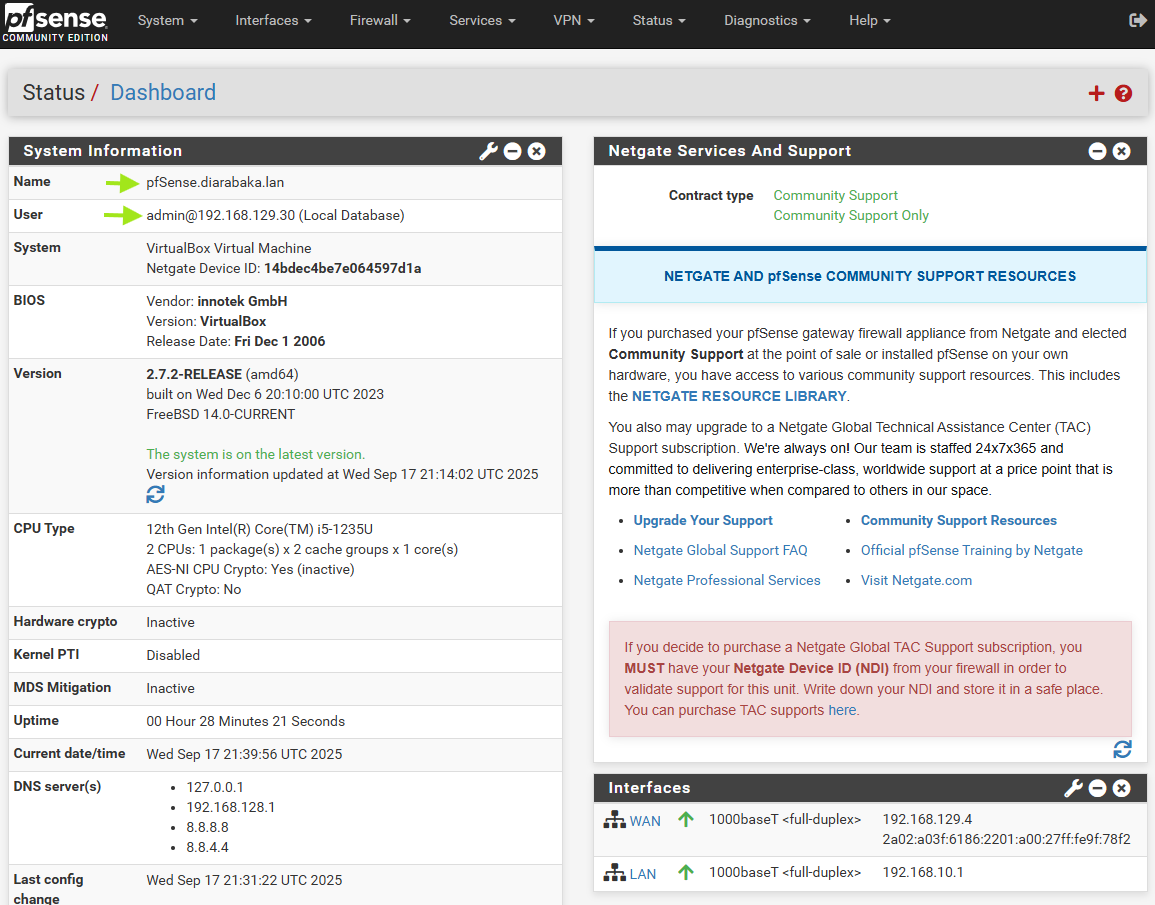 pfsense
COMMUNITY EDITION
System
Interfaces
Firewall
Services
VPN
Status
Diagnostics
Help
Status / Dashboard
System Information
Name pfSense.diarabaka.lan
User admin@192.168.129.30 (Local Database)
System VirtualBox Virtual Machine
Netgate Device ID: 14bdec4be7e064597d1a
BIOS Vendor: innotek GmbH
Version: VirtualBox
Release Date: Fri Dec 1 2006
Version 2.7.2-RELEASE (amd64)
built on Wed Dec 6 20:10:00 UTC 2023
FreeBSD 14.0-CURRENT
The system is on the latest version.
Version information updated at Wed Sep 17 21:14:02 UTC 2025
CPU Type 12th Gen Intel(R) Core(TM) i5-1235U
2 CPUs: 1 package(s) x 2 cache groups x 1 core(s)
AES-NI CPU Crypto: Yes (inactive)
QAT Crypto: No
Hardware crypto Inactive
Kernel PTI Disabled
MDS Mitigation Inactive
Uptime 00 Hour 28 Minutes 21 Seconds
Current date/time Wed Sep 17 21:39:56 UTC 2025
DNS server(s)
• 127.0.0.1
• 192.168.128.1
• 8.8.8.8
• 8.8.4.4
Last config Wed Sep 17 21:31:22 UTC 2025
change
Netgate Services And Support
Contract type Community Support
Community Support Only
NETGATE AND pfSense COMMUNITY SUPPORT RESOURCES
If you purchased your pfSense gateway firewall appliance from Netgate and elected
Community Support at the point of sale or installed pfSense on your own
hardware, you have access to various community support resources. This includes
the NETGATE RESOURCE LIBRARY.
You also may upgrade to a Netgate Global Technical Assistance Center (TAC)
Support subscription. We're always on! Our team is staffed 24x7x365 and
committed to delivering enterprise-class, worldwide support at a price point that is
more than competitive when compared to others in our space.
• Upgrade Your Support • Community Support Resources
• Netgate Global Support FAQ • Official pfSense Training by Netgate
• Netgate Professional Services • Visit Netgate.com
If you decide to purchase a Netgate Global TAC Support subscription, you
MUST have your Netgate Device ID (NDI) from your firewall in order to
validate support for this unit. Write down your NDI and store it in a safe place.
You can purchase TAC supports here.
Interfaces
WAN 1000baseT <full-duplex> 192.168.129.4
2a02:a03f:6186:2201:a00:27ff:fe9f:78f2
LAN 1000baseT <full-duplex> 192.168.10.1